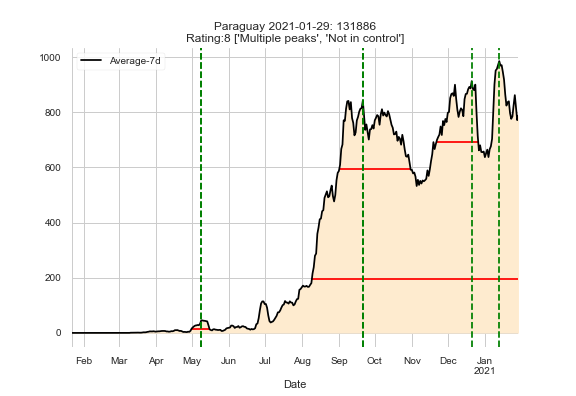 Paraguay 2021-01-29: 131886
Rating:8 ['Multiple peaks', 'Not in control']
Average-7d
1000
800
600
400
200
0
Feb Mar Apr May Jun Jul Aug Sep Oct Nov Dec Jan
2021
Date